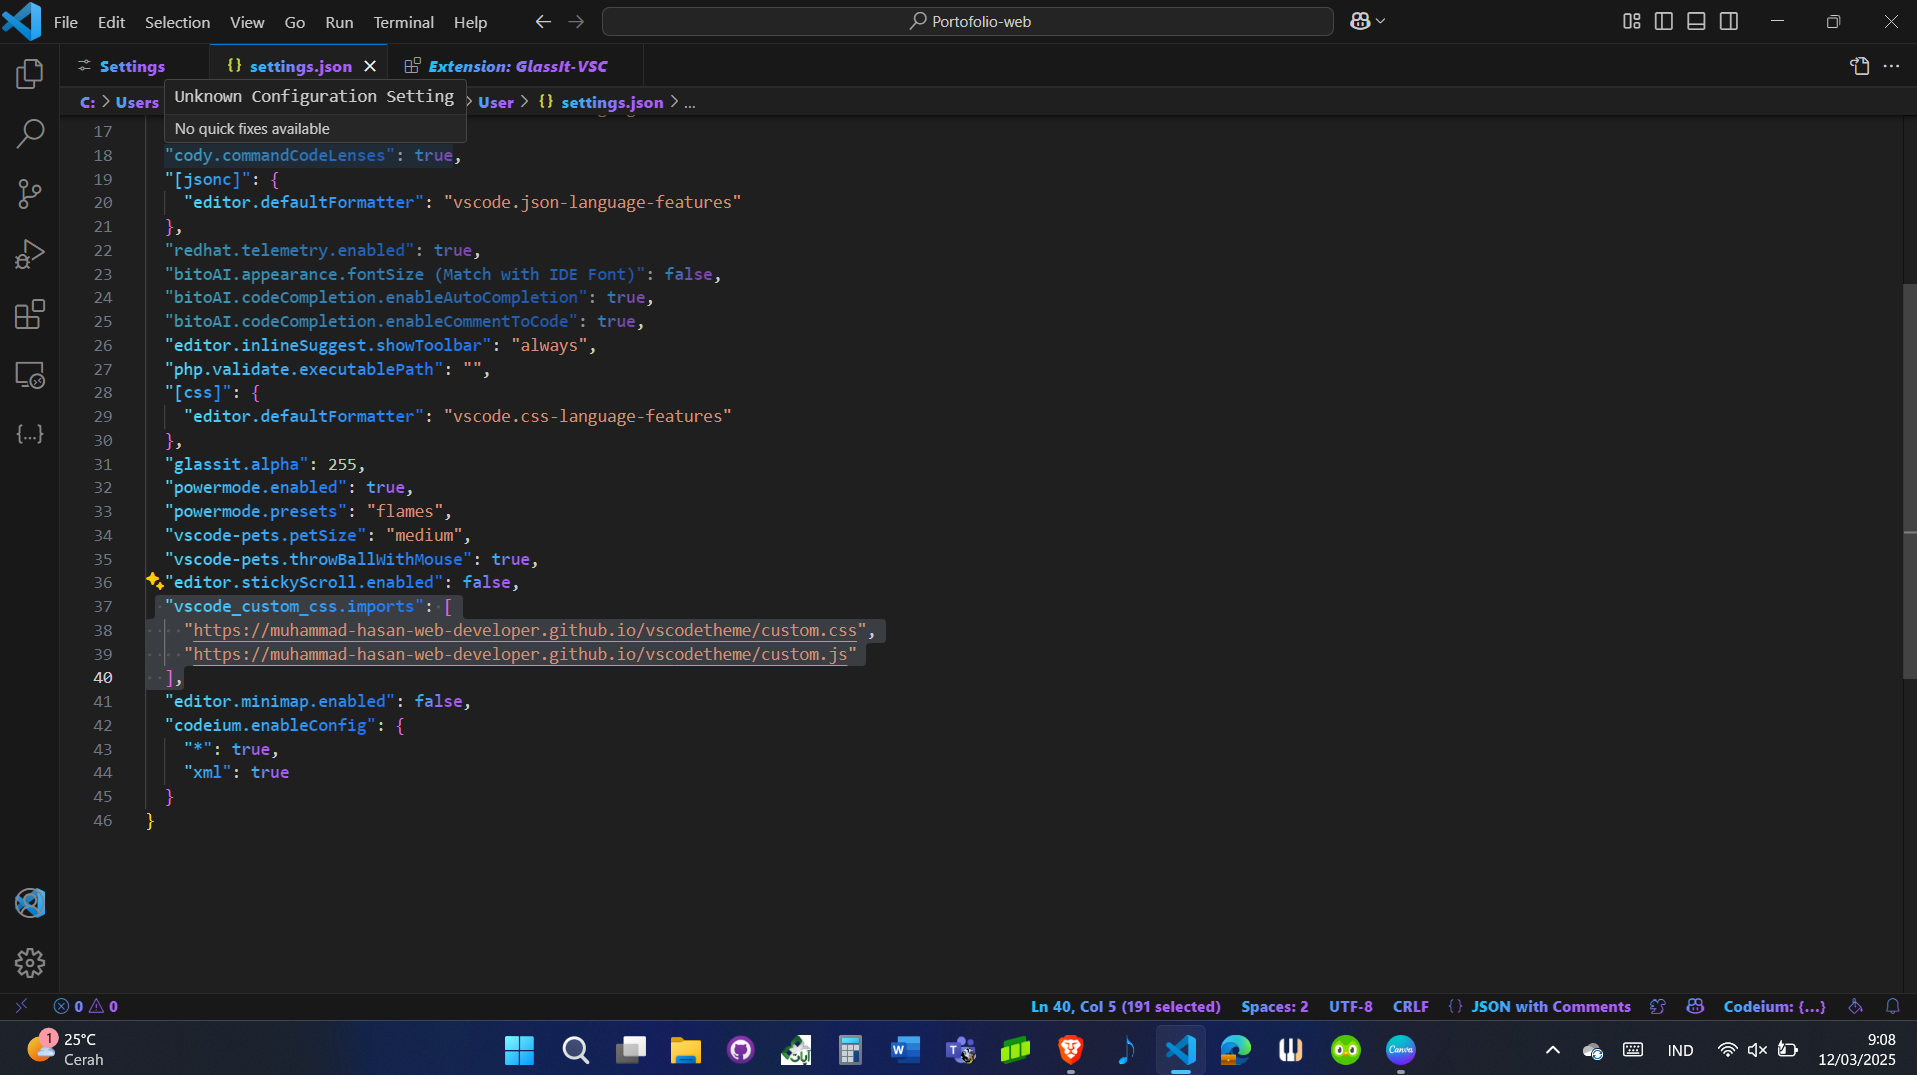 File Edit Selection View Go Run Terminal Help
Portofolio-web
Settings
{} settings.json
Extension: GlassIt-VSC
C: > Users > User > {} settings.json > ...
Unknown Configuration Setting
No quick fixes available
17
18 "cody.commandCodeLenses": true,
19 "[jsonc]": {
20 "editor.defaultFormatter": "vscode.json-language-features"
21 },
22 "redhat.telemetry.enabled": true,
23 "bitoAI.appearance.fontSize (Match with IDE Font)": false,
24 "bitoAI.codeCompletion.enableAutoCompletion": true,
25 "bitoAI.codeCompletion.enableCommentToCode": true,
26 "editor.inlineSuggest.showToolbar": "always",
27 "php.validate.executablePath": "",
28 "[css]": {
29 "editor.defaultFormatter": "vscode.css-language-features"
30 },
31 "glassit.alpha": 255,
32 "powermode.enabled": true,
33 "powermode.presets": "flames",
34 "vscode-pets.petSize": "medium",
35 "vscode-pets.throwBallWithMouse": true,
36 "editor.stickyScroll.enabled": false,
37 "vscode_custom_css.imports": [
38 "https://muhammad-hasan-web-developer.github.io/vscodetheme/custom.css",
39 "https://muhammad-hasan-web-developer.github.io/vscodetheme/custom.js"
40 ],
41 "editor.minimap.enabled": false,
42 "codeium.enableConfig": {
43 "*": true,
44 "xml": true
45 }
46 }
0 0
Ln 40, Col 5 (191 selected)
Spaces: 2
UTF-8
CRLF
{} JSON with Comments
Codeium: {...}
1
25°C
Cerah
Canva
IND
9:08
12/03/2025